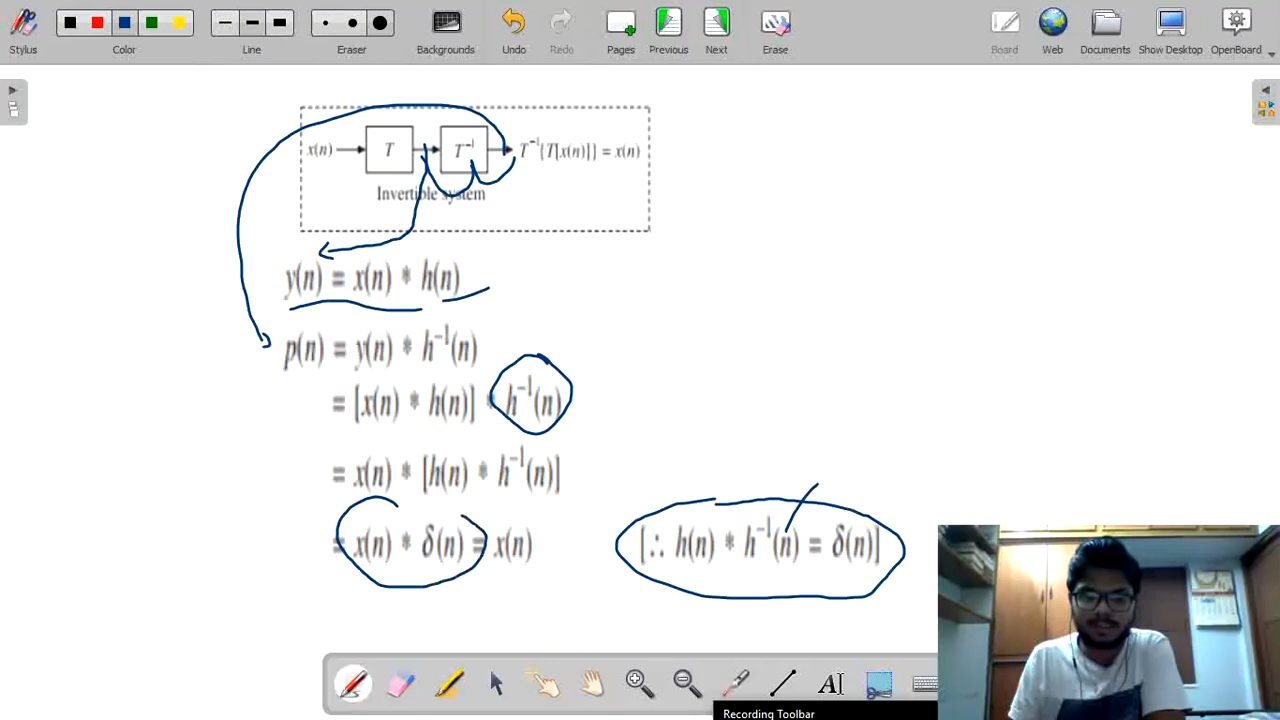 Stylus Color Line Eraser Backgrounds Undo Redo Pages Previous Next Erase Board Web Documents Show Desktop OpenBoard
x(n) T T⁻¹ T⁻¹{T[x(n)]} = x(n)
Invertible system
y(n) = x(n) * h(n)
p(n) = y(n) * h⁻¹(n)
= [x(n) * h(n)] * h⁻¹(n)
= x(n) * [h(n) * h⁻¹(n)]
= x(n) * δ(n) = x(n) [∴ h(n) * h⁻¹(n) = δ(n)]
Recording Toolbar